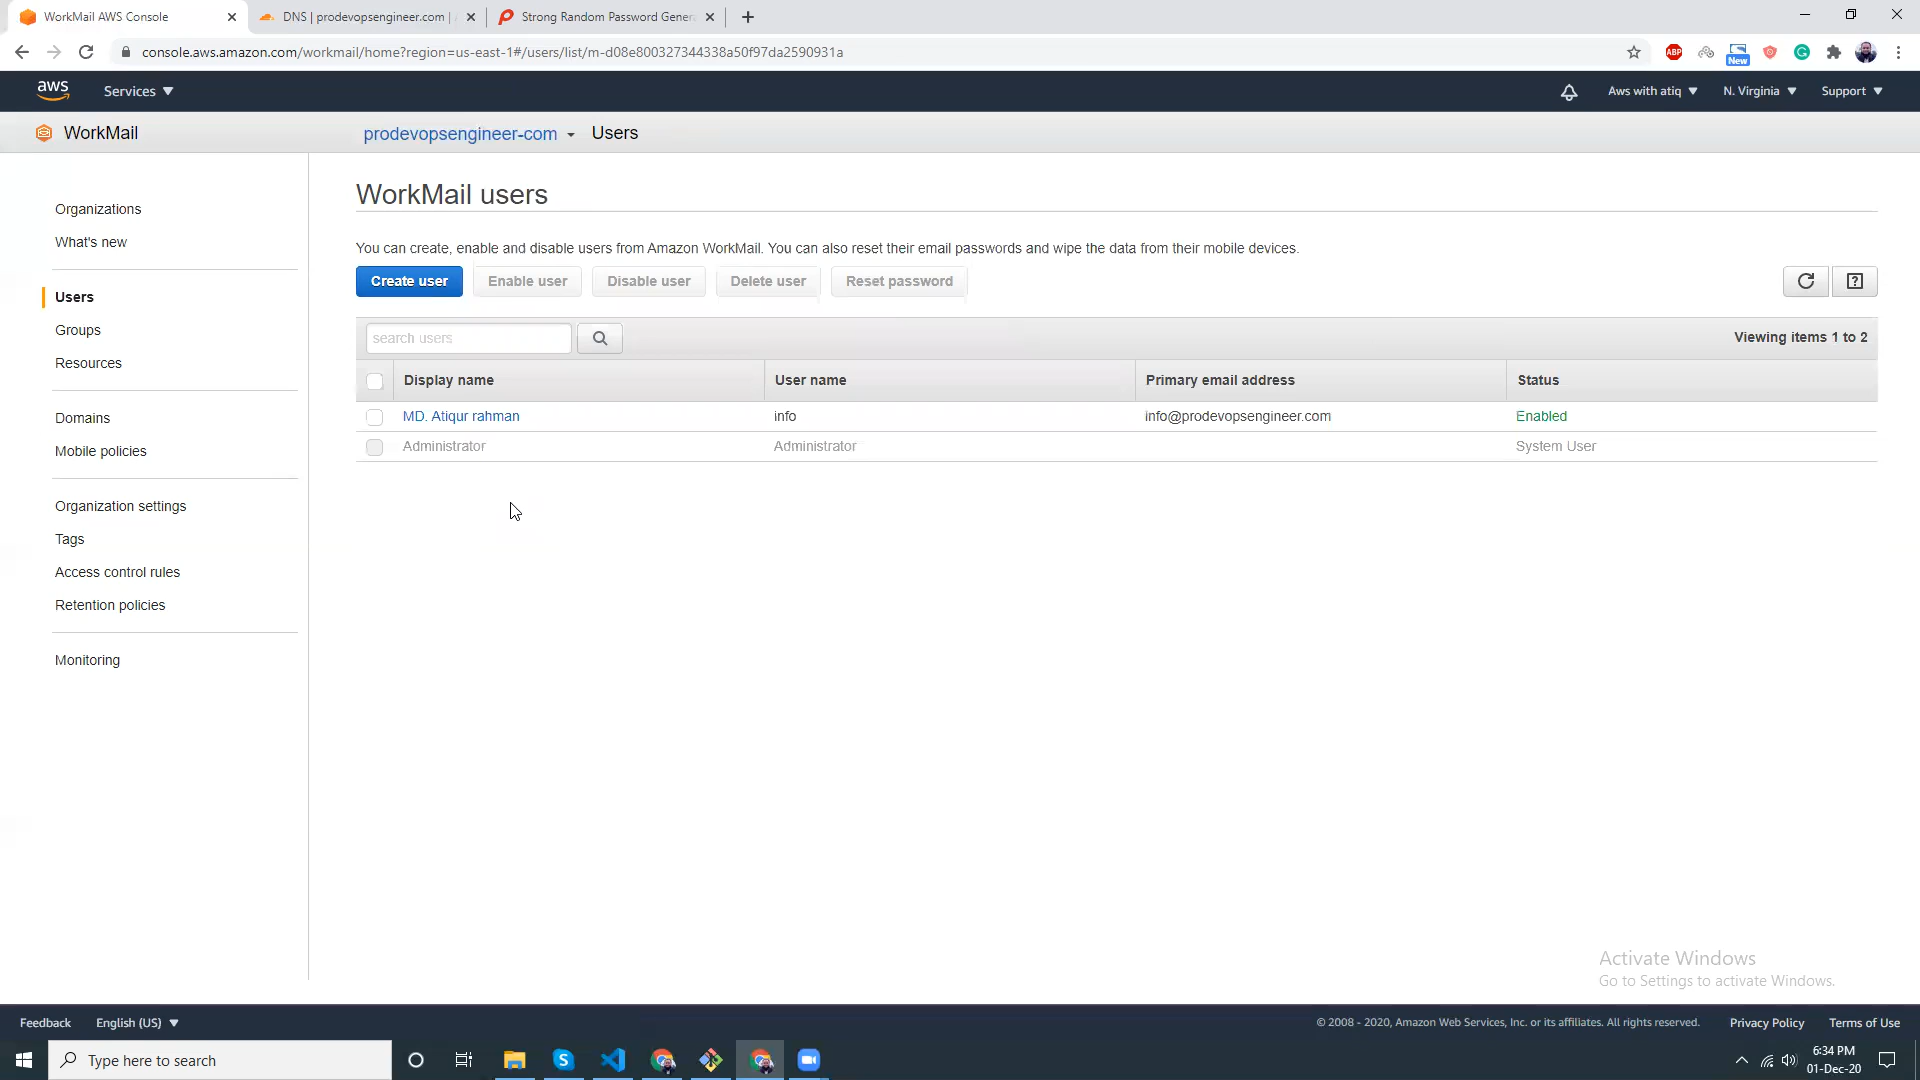 WorkMail AWS Console
DNS | prodevopsengineer.com |
Strong Random Password Gener
console.aws.amazon.com/workmail/home?region=us-east-1#/users/list/m-d08e800327344338a50f97da2590931a
ABP
New
aws
Services
Aws with atiq
N. Virginia
Support
WorkMail
prodevopsengineer-com
Users
Organizations
What's new
Users
Groups
Resources
Domains
Mobile policies
Organization settings
Tags
Access control rules
Retention policies
Monitoring
WorkMail users
You can create, enable and disable users from Amazon WorkMail. You can also reset their email passwords and wipe the data from their mobile devices.
Create user
Enable user
Disable user
Delete user
Reset password
search users
Viewing items 1 to 2
Display name
User name
Primary email address
Status
MD. Atiqur rahman
info
info@prodevopsengineer.com
Enabled
Administrator
Administrator
System User
Activate Windows
Go to Settings to activate Windows.
Feedback
English (US)
© 2008 - 2020, Amazon Web Services, Inc. or its affiliates. All rights reserved.
Privacy Policy
Terms of Use
Type here to search
6:34 PM
01-Dec-20